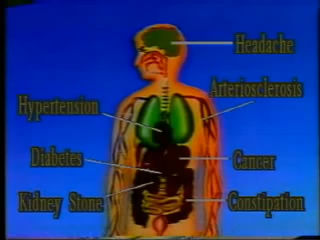 Headache
Arteriosclerosis
Hypertension
Diabetes
Cancer
Kidney Stone
Constipation